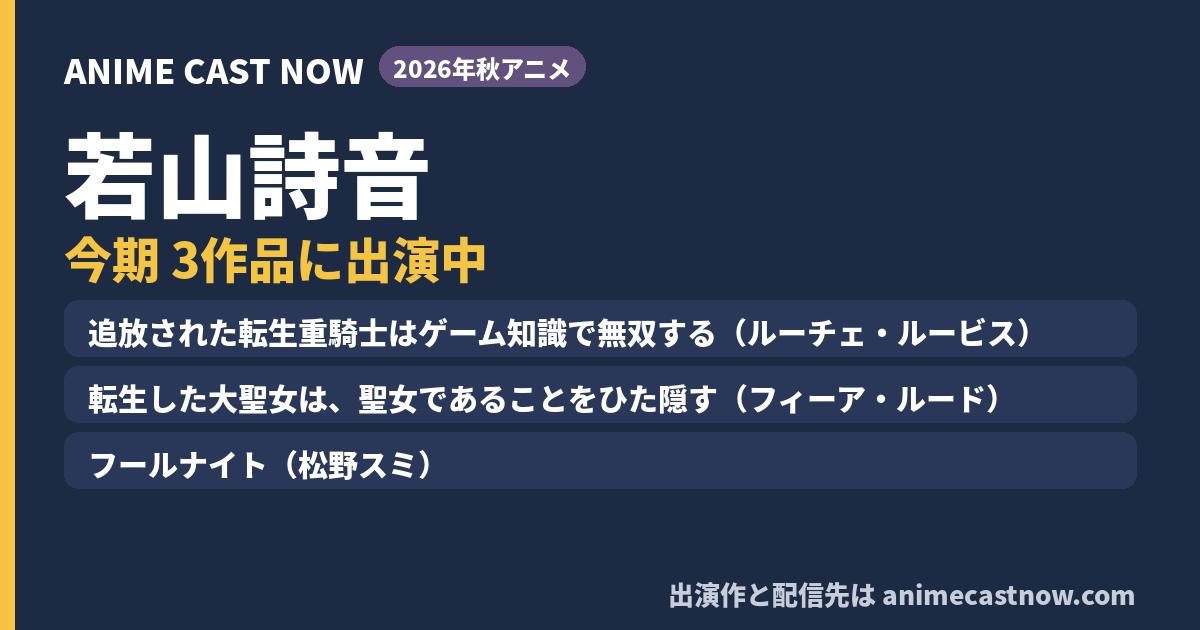 ANIME CAST NOW 2026年秋アニメ
若山詩音
今期 3作品に出演中
追放された転生重騎士はゲーム知識で無双する（ルーチェ・ルービス）
転生した大聖女は、聖女であることをひた隠す（フィーア・ルード）
フールナイト（松野スミ）
出演作と配信先は animecastnow.com